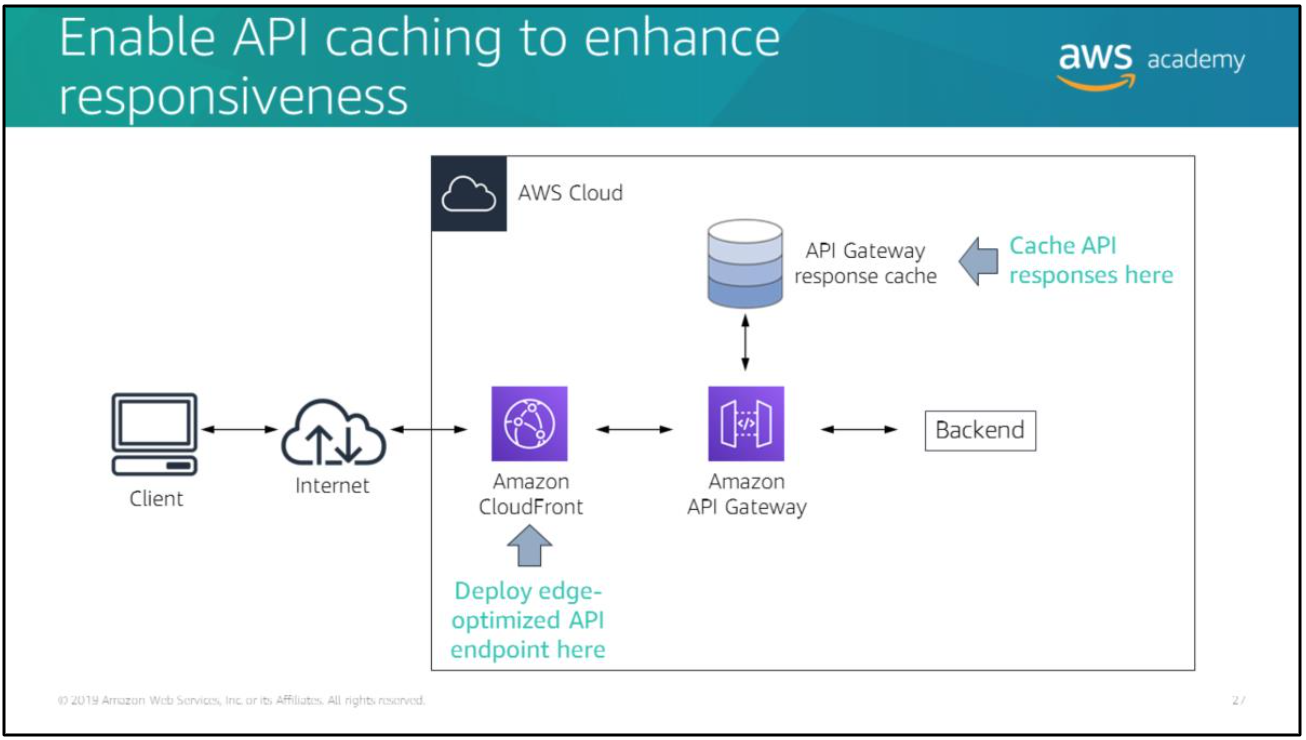 Enable API caching to enhance
responsiveness
aws academy
AWS Cloud
API Gateway
response cache
Cache API
responses here
Client
Internet
Amazon
CloudFront
Amazon
API Gateway
Backend
Deploy edge-
optimized API
endpoint here
© 2019 Amazon Web Services, Inc. or its Affiliates. All rights reserved.
27